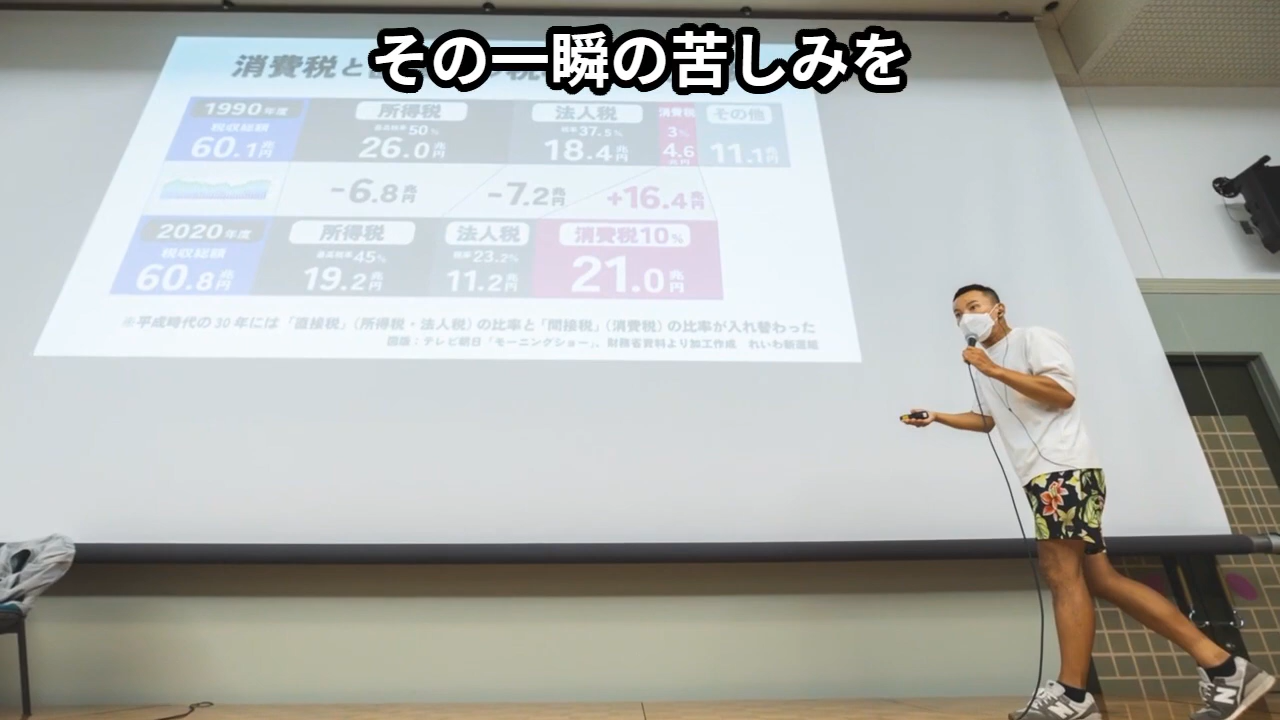 その一瞬の苦しみを
消費税と
1990年度
税収総額
60.1兆円
所得税
最高税率50%
26.0兆円
法人税
税率37.5%
18.4兆円
消費税
3%
4.6兆円
その他
11.1兆円
-6.8兆円
-7.2兆円
+16.4兆円
2020年度
税収総額
60.8兆円
所得税
最高税率45%
19.2兆円
法人税
税率23.2%
11.2兆円
消費税10%
21.0兆円
※平成時代の30年には「直接税」(所得税・法人税)の比率と「間接税」(消費税)の比率が入れ替わった
図版:テレビ朝日「モーニングショー」、財務省資料より加工作成 れいわ新選組
N
N